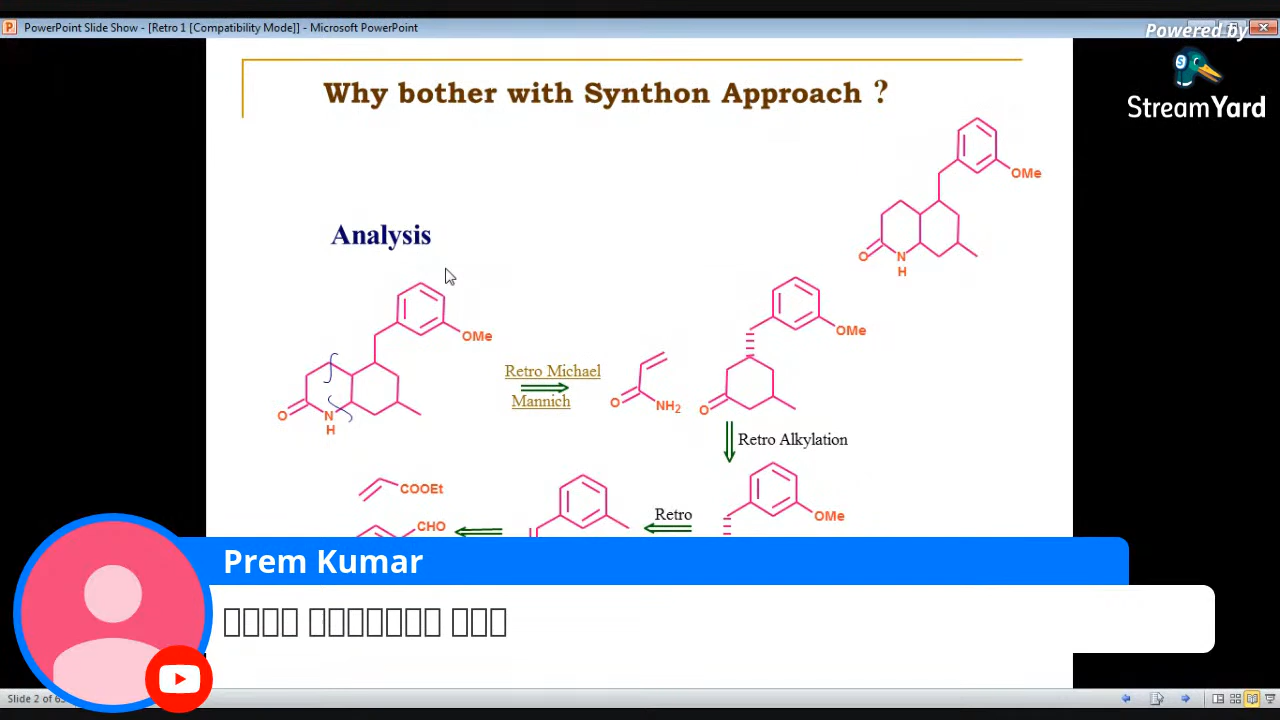 PowerPoint Slide Show - [Retro 1 [Compatibility Mode]] - Microsoft PowerPoint
Powered by
StreamYard
Why bother with Synthon Approach ?
OMe
O
N
H
Analysis
OMe
O
N
H
Retro Michael
Mannich
O
NH2
OMe
O
Retro Alkylation
COOEt
CHO
Retro
OMe
Prem Kumar
Slide 2 of